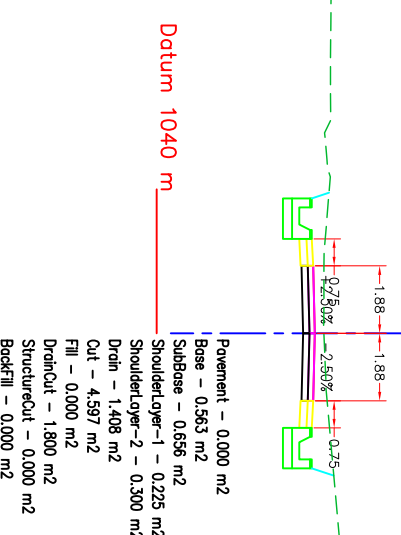 1.88
1.88
0.75
-2.50%
-2.50%
0.75
Datum 1040 m
Pavement - 0.000 m2
Base - 0.563 m2
SubBase - 0.656 m2
ShoulderLayer-1 - 0.225 m2
ShoulderLayer-2 - 0.300 m2
Drain - 1.408 m2
Cut - 4.597 m2
Fill - 0.000 m2
DrainCut - 1.800 m2
StructureCut - 0.000 m2
BackFill - 0.000 m2